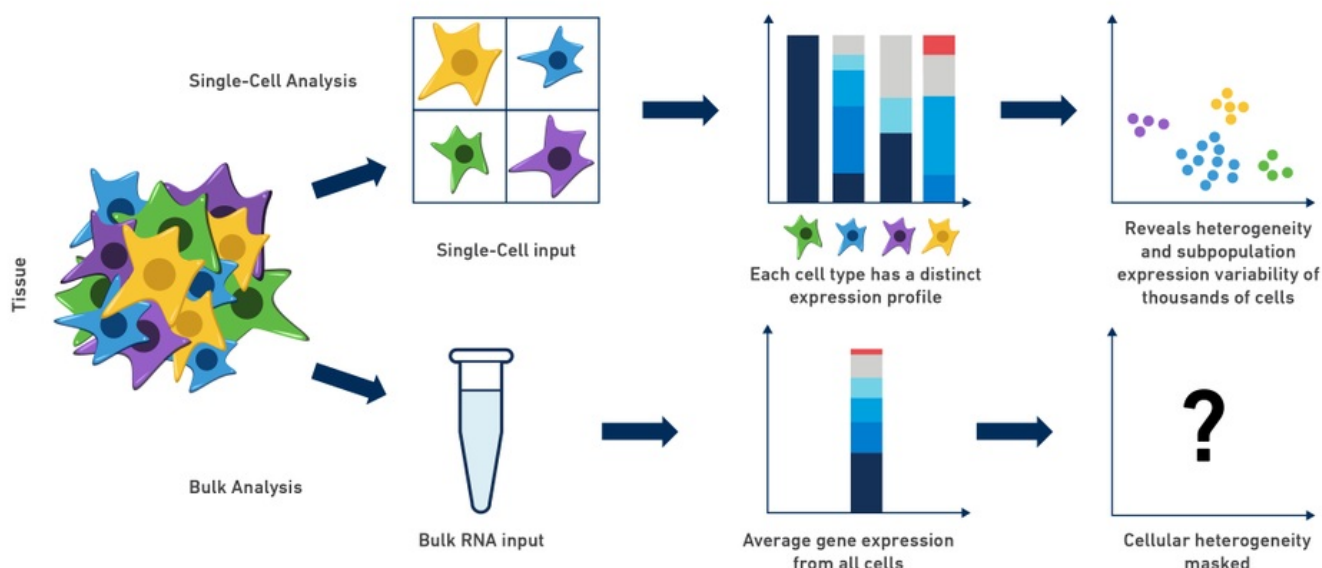 Tissue
Single-Cell Analysis
Single-Cell input
Each cell type has a distinct
expression profile
Reveals heterogeneity
and subpopulation
expression variability of
thousands of cells
Bulk Analysis
Bulk RNA input
Average gene expression
from all cells
?
Cellular heterogeneity
masked